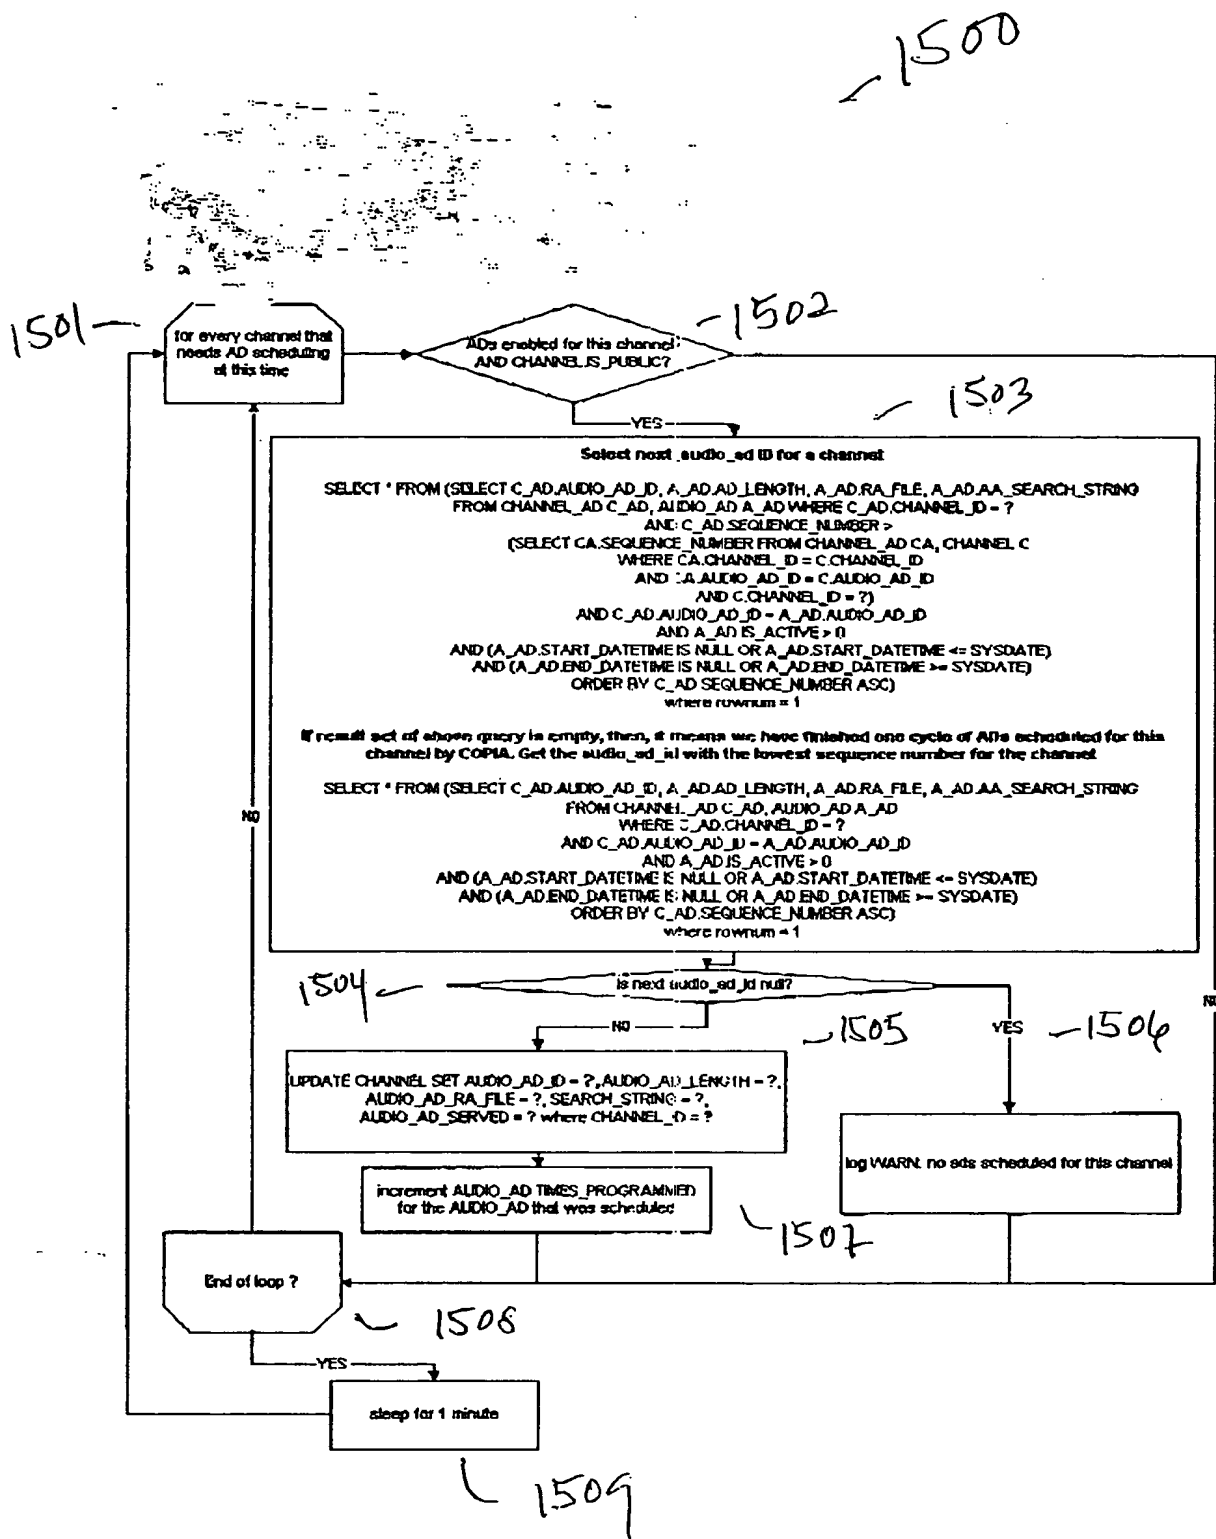 1500
1501
for every channel that
needs AD scheduling
at this time
1502
ADs enabled for this channel
AND CHANNEL.IS_PUBLIC?
YES
1503
Select next audio_ad ID for a channel
SELECT * FROM (SELECT C_AD.AUDIO_AD_ID, A_AD.AD_LENGTH, A_AD.RA_FILE, A_AD.AA_SEARCH_STRING
FROM CHANNEL_AD C_AD, AUDIO_AD A_AD WHERE C_AD.CHANNEL_ID = ?
AND C_AD.SEQUENCE_NUMBER >
(SELECT CA.SEQUENCE_NUMBER FROM CHANNEL_AD CA, CHANNEL C
WHERE CA.CHANNEL_ID = C.CHANNEL_ID
AND CA.AUDIO_AD_ID = C.AUDIO_AD_ID
AND C.CHANNEL_ID = ?)
AND C_AD.AUDIO_AD_ID = A_AD.AUDIO_AD_ID
AND A_AD.IS_ACTIVE > 0
AND (A_AD.START_DATETIME IS NULL OR A_AD.START_DATETIME <= SYSDATE)
AND (A_AD.END_DATETIME IS NULL OR A_AD.END_DATETIME >= SYSDATE)
ORDER BY C_AD.SEQUENCE_NUMBER ASC)
where rownum = 1
If result set of above query is empty, then, it means we have finished one cycle of ADs scheduled for this
channel by COPIA. Get the audio_ad_id with the lowest sequence number for the channel
SELECT * FROM (SELECT C_AD.AUDIO_AD_ID, A_AD.AD_LENGTH, A_AD.RA_FILE, A_AD.AA_SEARCH_STRING
FROM CHANNEL_AD C_AD, AUDIO_AD A_AD
WHERE C_AD.CHANNEL_ID = ?
AND C_AD.AUDIO_AD_ID = A_AD.AUDIO_AD_ID
AND A_AD.IS_ACTIVE > 0
AND (A_AD.START_DATETIME IS NULL OR A_AD.START_DATETIME <= SYSDATE)
AND (A_AD.END_DATETIME IS NULL OR A_AD.END_DATETIME >= SYSDATE)
ORDER BY C_AD.SEQUENCE_NUMBER ASC)
where rownum = 1
NO
1504
is next audio_ad_id null?
NO
NO
1505
YES
1506
UPDATE CHANNEL SET AUDIO_AD_ID = ?, AUDIO_AD_LENGTH = ?,
AUDIO_AD_RA_FILE = ?, SEARCH_STRING = ?,
AUDIO_AD_SERVED = ? where CHANNEL_ID = ?
log WARN: no ads scheduled for this channel
increment AUDIO_AD.TIMES_PROGRAMMED
for the AUDIO_AD that was scheduled
1507
End of loop ?
1508
YES
sleep for 1 minute
1509